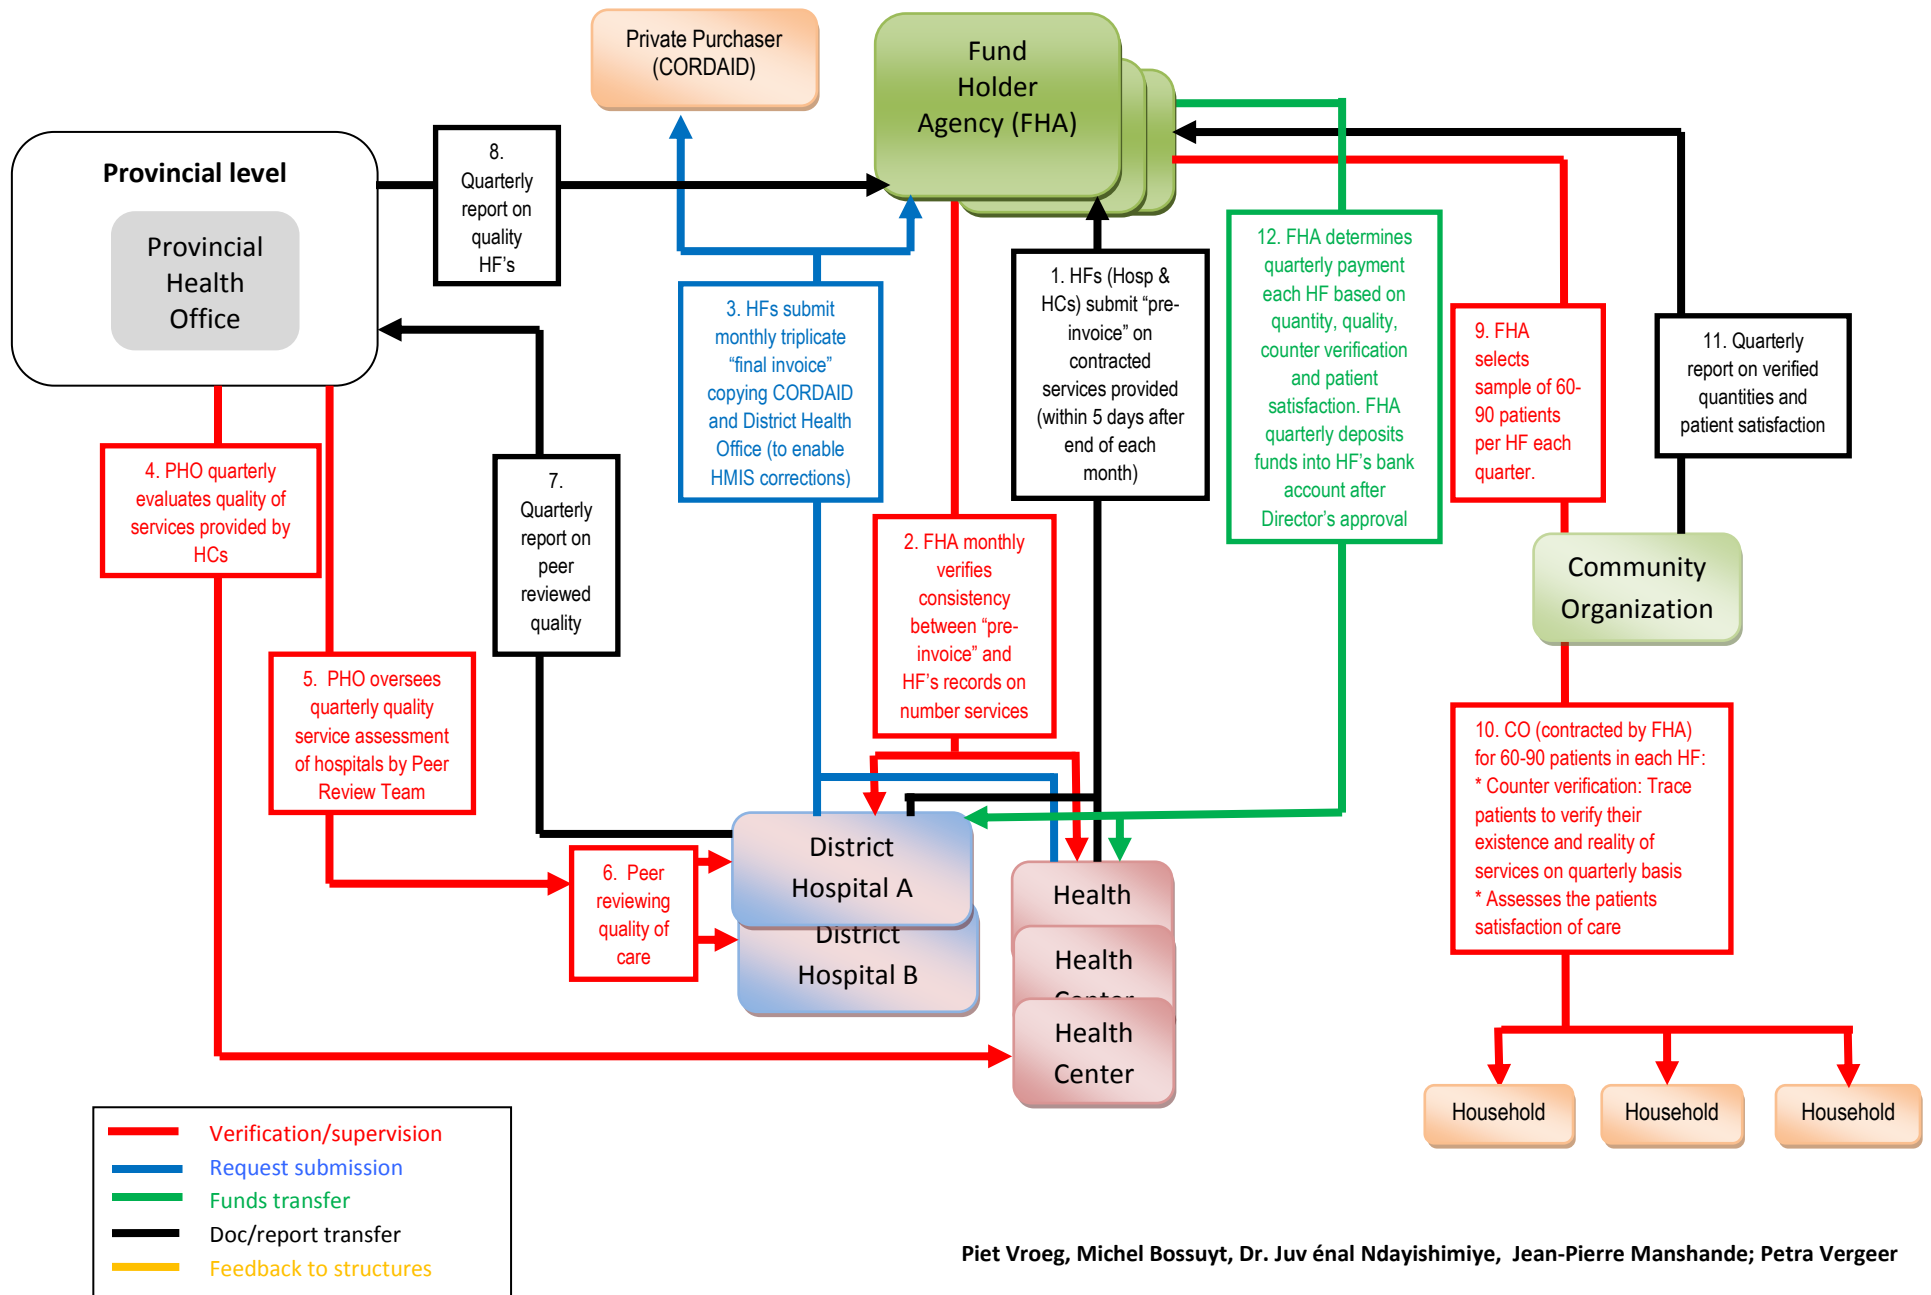 Private Purchaser
(CORDAID)
Fund
Holder
Agency (FHA)
Provincial level
Provincial
Health
Office
8.
Quarterly
report on
quality
HF's
3. HFs submit
monthly triplicate
“final invoice”
copying CORDAID
and District Health
Office (to enable
HMIS corrections)
1. HFs (Hosp &
HCs) submit “pre-
invoice” on
contracted
services provided
(within 5 days after
end of each
month)
12. FHA determines
quarterly payment
each HF based on
quantity, quality,
counter verification
and patient
satisfaction. FHA
quarterly deposits
funds into HF’s bank
account after
Director’s approval
9. FHA
selects
sample of 60-
90 patients
per HF each
quarter.
11. Quarterly
report on verified
quantities and
patient satisfaction
4. PHO quarterly
evaluates quality of
services provided by
HCs
7.
Quarterly
report on
peer
reviewed
quality
2. FHA monthly
verifies
consistency
between “pre-
invoice” and
HF’s records on
number services
Community
Organization
5. PHO oversees
quarterly quality
service assessment
of hospitals by Peer
Review Team
10. CO (contracted by FHA)
for 60-90 patients in each HF:
* Counter verification: Trace
patients to verify their
existence and reality of
services on quarterly basis
* Assesses the patients
satisfaction of care
6. Peer
reviewing
quality of
care
District
Hospital A
District
Hospital B
Health
Health
Center
Health
Center
Household
Household
Household
Verification/supervision
Request submission
Funds transfer
Doc/report transfer
Feedback to structures
Piet Vroeg, Michel Bossuyt, Dr. Juv énal Ndayishimiye, Jean-Pierre Manshande; Petra Vergeer